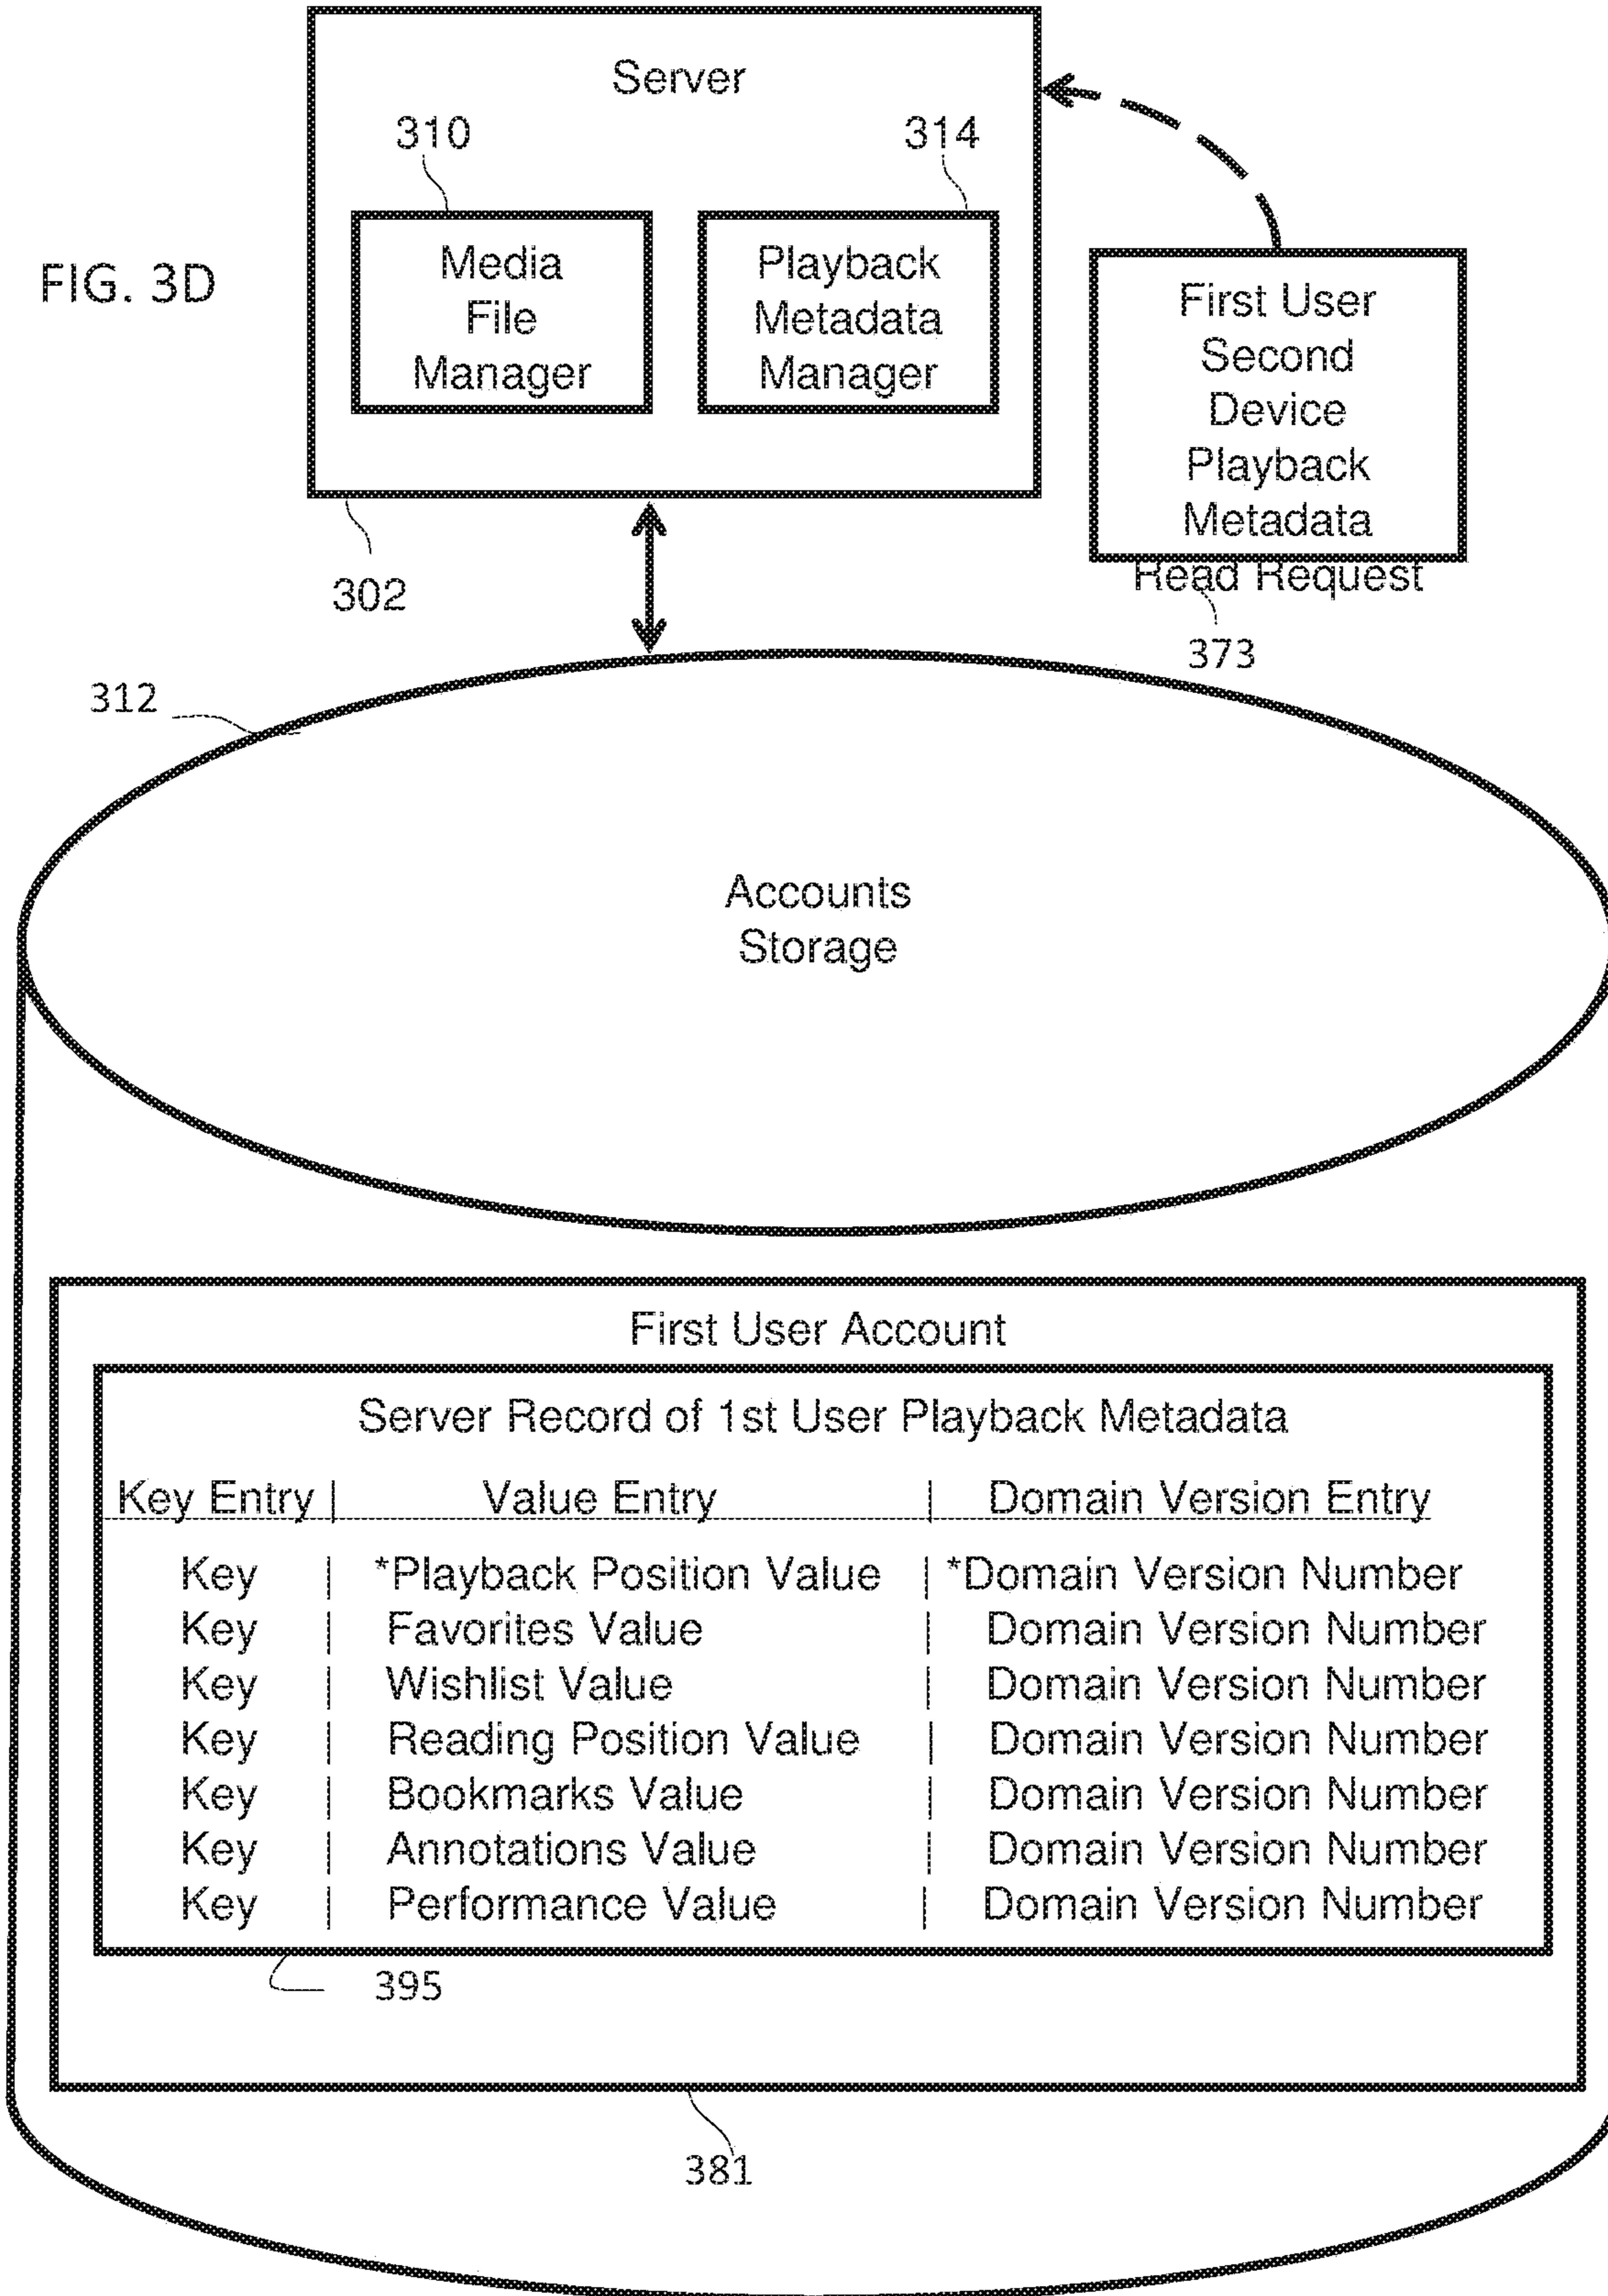 Server
310
314
FIG. 3D
Media
File
Manager
Playback
Metadata
Manager
First User
Second
Device
Playback
Metadata
Read Request
302
373
312
Accounts
Storage
First User Account
Server Record of 1st User Playback Metadata
Key Entry | Value Entry | Domain Version Entry
Key | *Playback Position Value | *Domain Version Number
Key | Favorites Value | Domain Version Number
Key | Wishlist Value | Domain Version Number
Key | Reading Position Value | Domain Version Number
Key | Bookmarks Value | Domain Version Number
Key | Annotations Value | Domain Version Number
Key | Performance Value | Domain Version Number
395
381